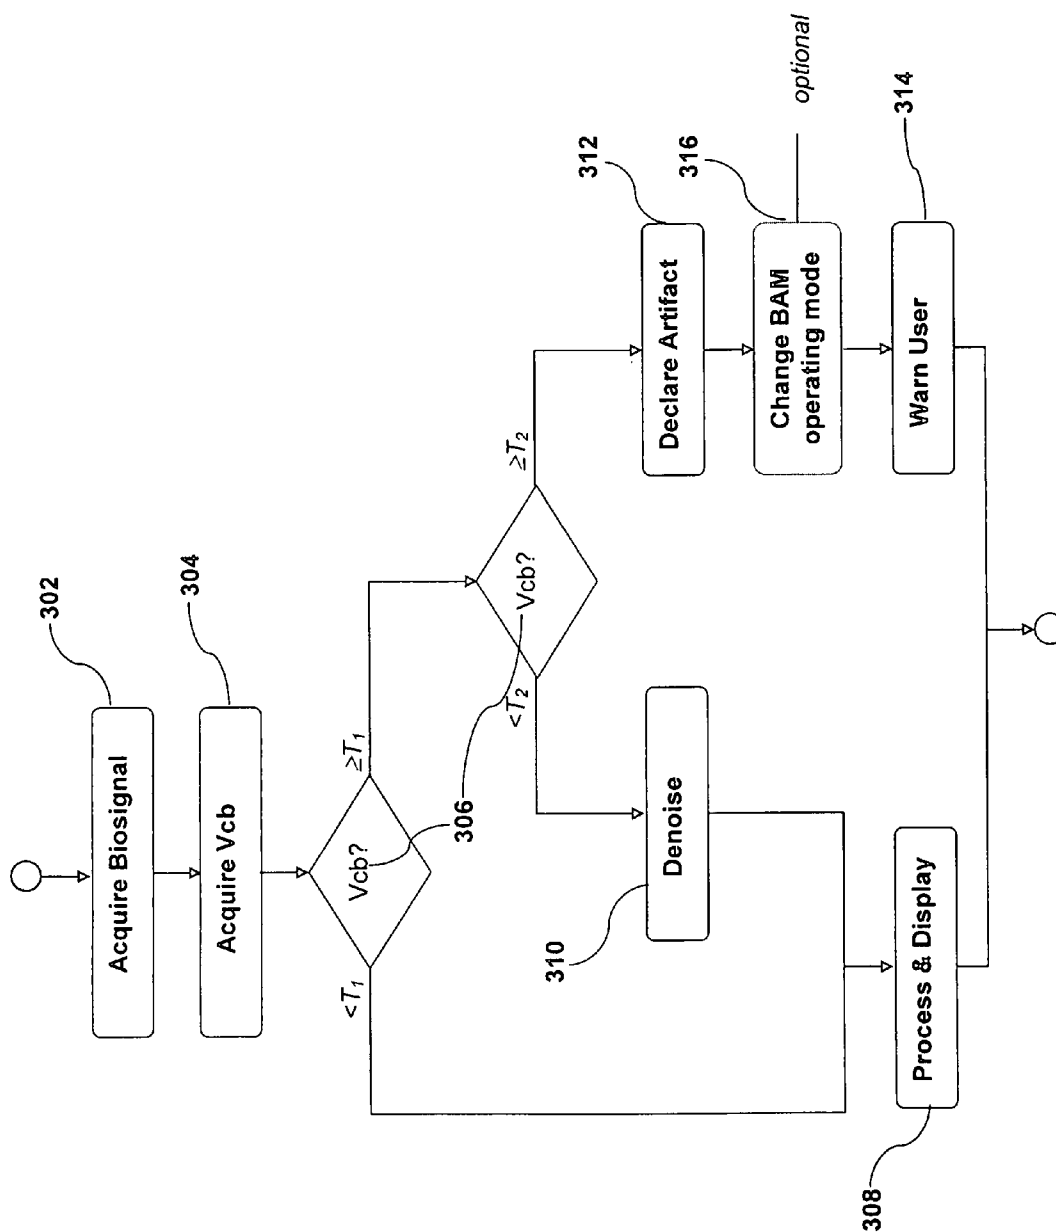 302
Acquire Biosignal
304
Acquire Vcb
306
Vcb?
<T₁
≥T₁
Vcb?
<T₂
≥T₂
310
Denoise
312
Declare Artifact
316
Change BAM
operating mode
optional
314
Warn User
308
Process & Display